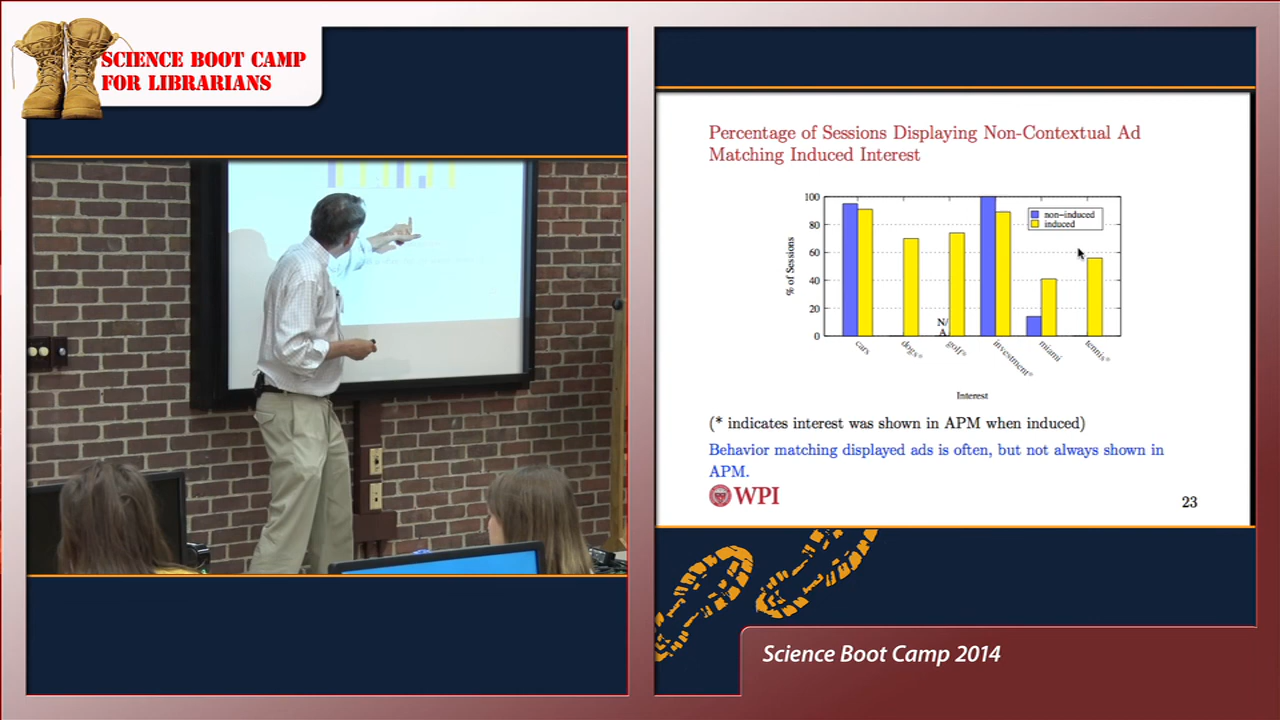 SCIENCE BOOT CAMP
FOR LIBRARIANS
Percentage of Sessions Displaying Non-Contextual Ad
Matching Induced Interest
100
80
60
40
20
0
% of Sessions
non-induced
induced
N/
A
cars
dogs*
golf*
investment*
miami
tennis*
Interest
(* indicates interest was shown in APM when induced)
Behavior matching displayed ads is often, but not always shown in
APM.
WPI
23
Science Boot Camp 2014